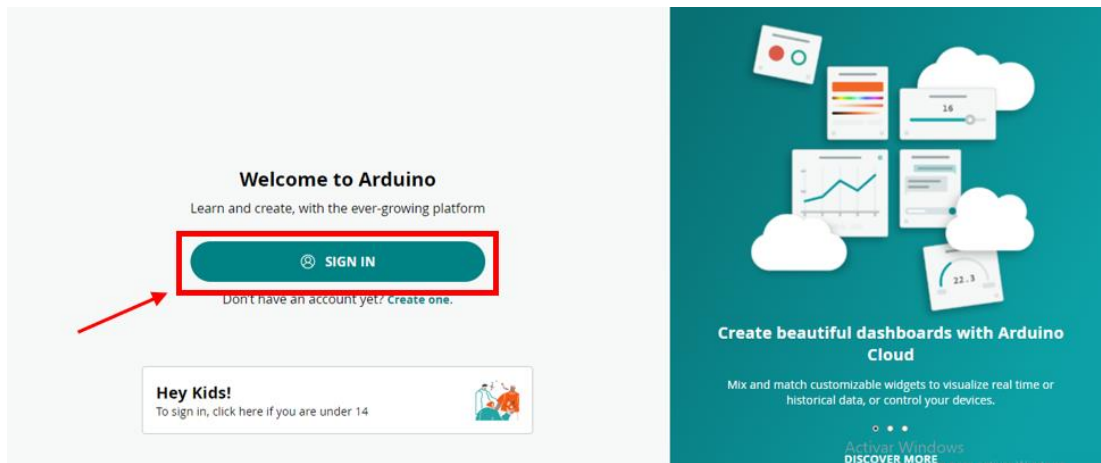 Welcome to Arduino
Learn and create, with the ever-growing platform
SIGN IN
Don't have an account yet? Create one.
Hey Kids!
To sign in, click here if you are under 14
16
22.3
Create beautiful dashboards with Arduino
Cloud
Mix and match customizable widgets to visualize real time or
historical data, or control your devices.
Activar Windows
DISCOVER MORE